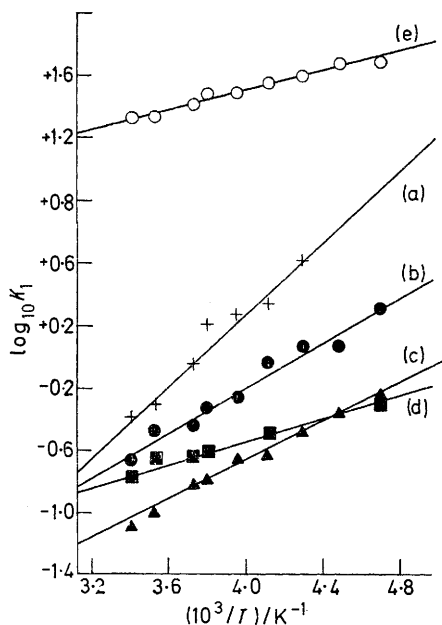 (e)
+1·6
+1·2
+1·0
(a)
+0·6
(b)
+0·2
(c)
-0·2
(d)
-0·6
-1·0
-1·4
log₁₀ K₁
3·2 3·6 4·0 4·4 4·8
(10³/T)/K⁻¹